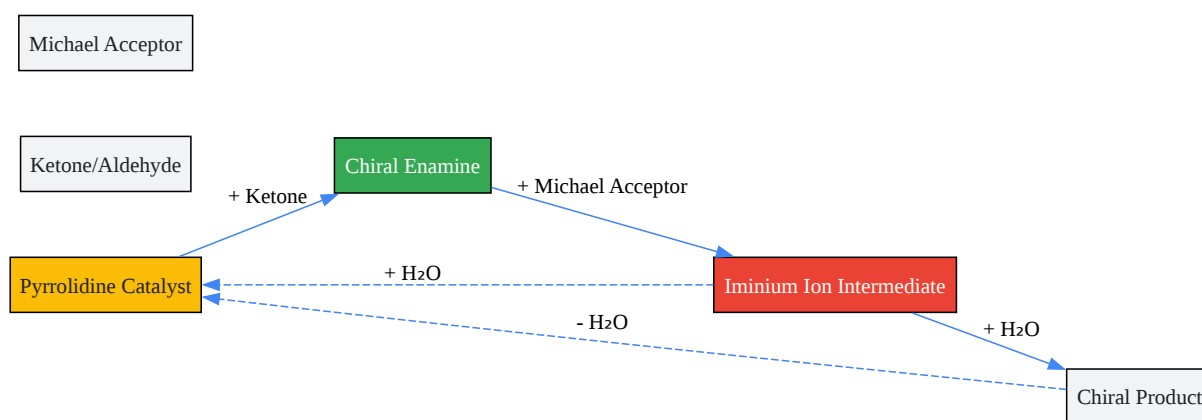 Michael Acceptor
Ketone/Aldehyde
Chiral Enamine
+ Ketone
+ Michael Acceptor
Pyrrolidine Catalyst
+ H₂O
Iminium Ion Intermediate
- H₂O
+ H₂O
Chiral Product